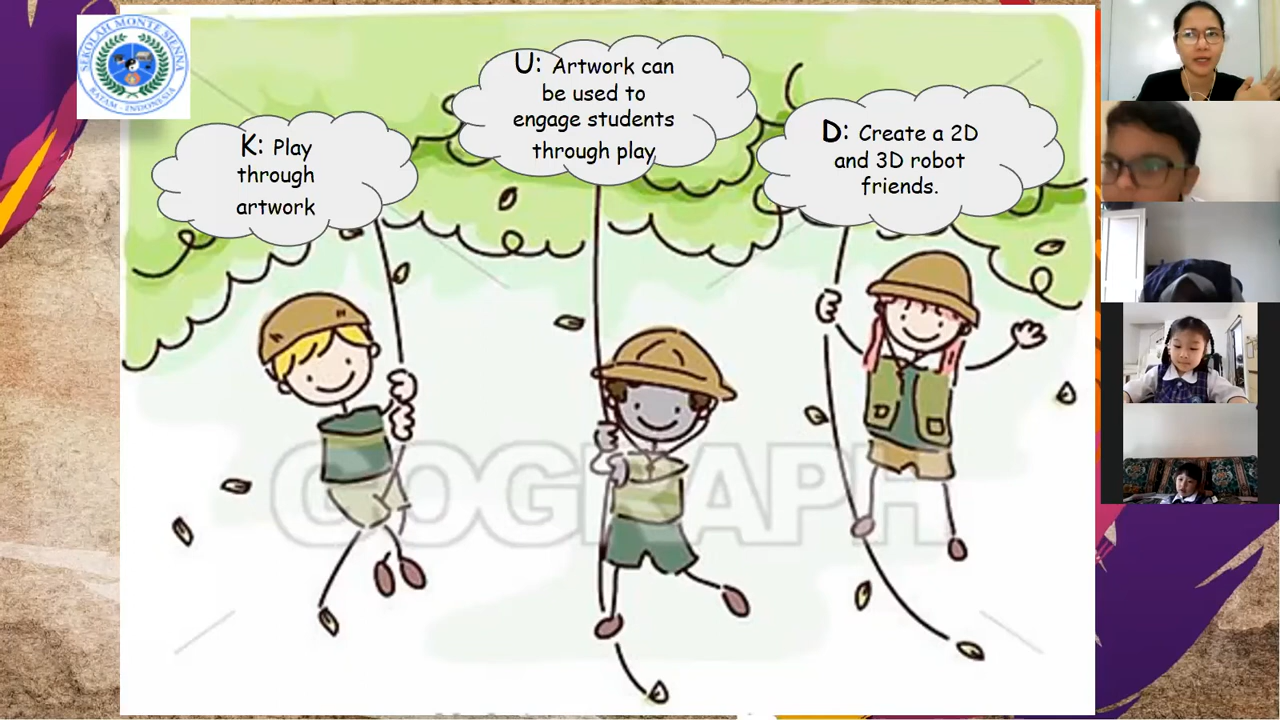 SEKOLAH MONTE SIENNA
BATAM - INDONESIA
K: Play
through
artwork
U: Artwork can
be used to
engage students
through play
D: Create a 2D
and 3D robot
friends.
GOGRAPH